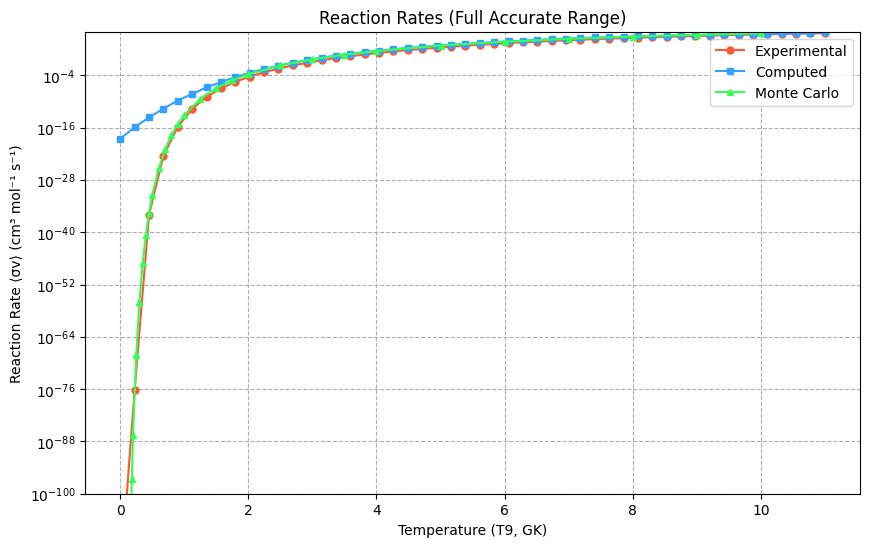 Reaction Rates (Full Accurate Range)
Experimental
Computed
Monte Carlo
Reaction Rate ⟨σv⟩ (cm³ mol⁻¹ s⁻¹)
10⁻⁴
10⁻¹⁶
10⁻²⁸
10⁻⁴⁰
10⁻⁵²
10⁻⁶⁴
10⁻⁷⁶
10⁻⁸⁸
10⁻¹⁰⁰
0 2 4 6 8 10
Temperature (T9, GK)